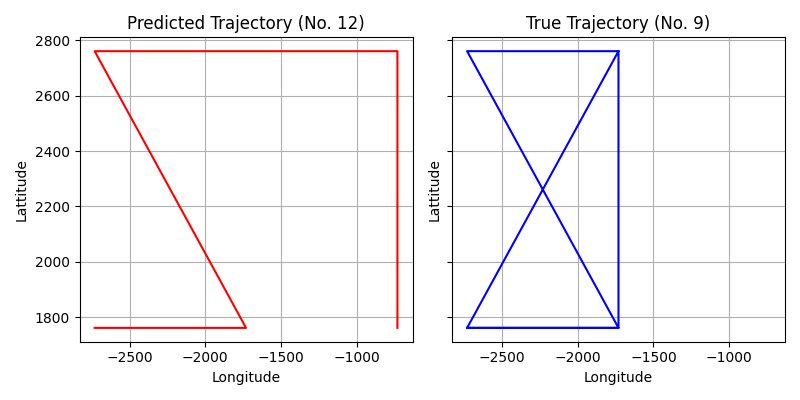 Predicted Trajectory (No. 12)
True Trajectory (No. 9)
2800
2600
2400
2200
2000
1800
Lattitude
Lattitude
−2500 −2000 −1500 −1000
−2500 −2000 −1500 −1000
Longitude
Longitude